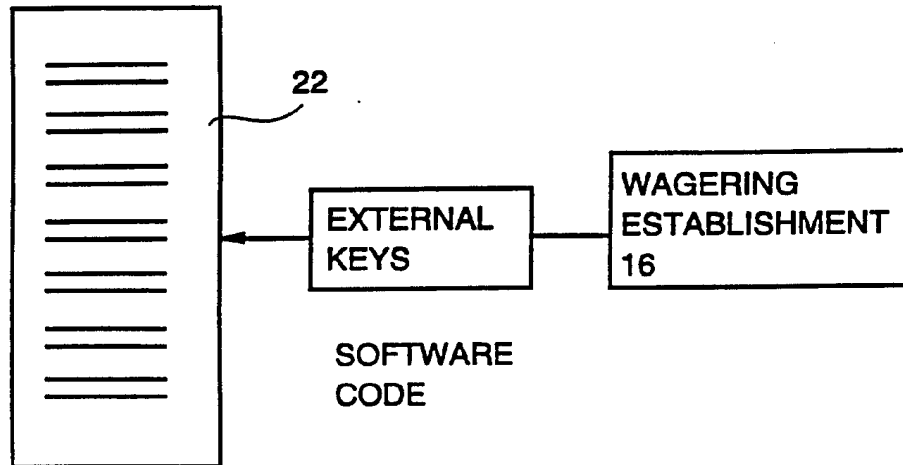 22
EXTERNAL
KEYS
WAGERING
ESTABLISHMENT
16
SOFTWARE
CODE